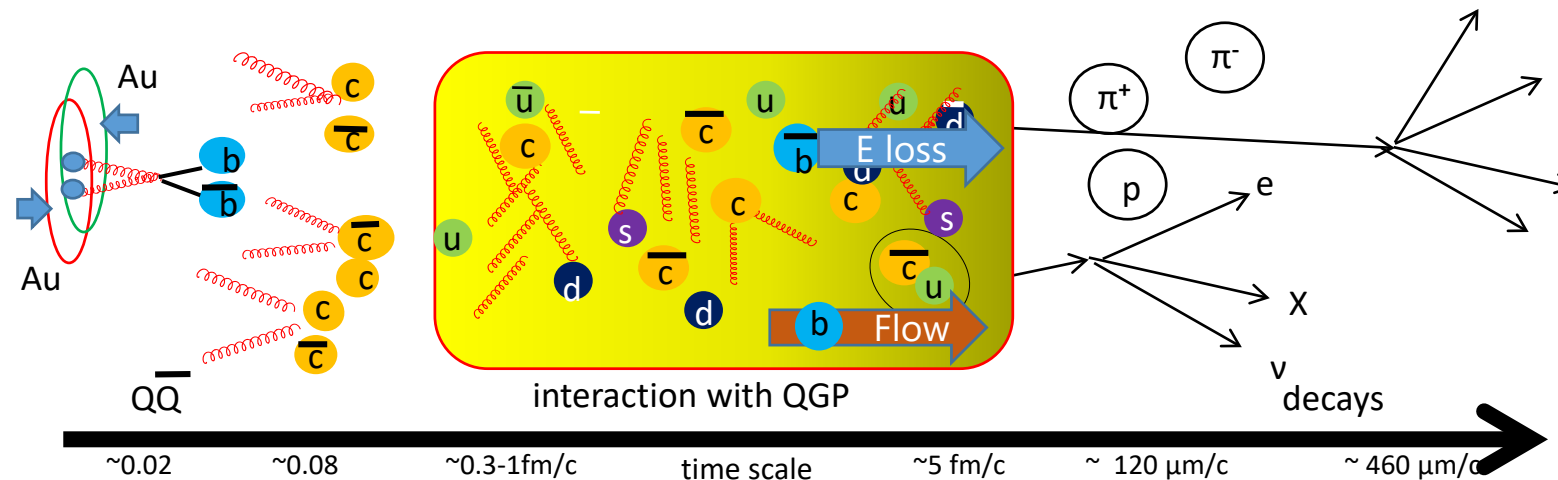 Au
Au
b
b̅
c
c̅
c̅
c
c
c̅
QQ̅
u̅
c
u
d
s
c̅
c̅
c
d
u
b̅
E loss
u
d̅
d
c
s
c̅
u
b
Flow
interaction with QGP
π⁺
π⁻
p
e
X
ν
decays
~0.02
~0.08
~0.3-1fm/c
time scale
~5 fm/c
~ 120 μm/c
~ 460 μm/c